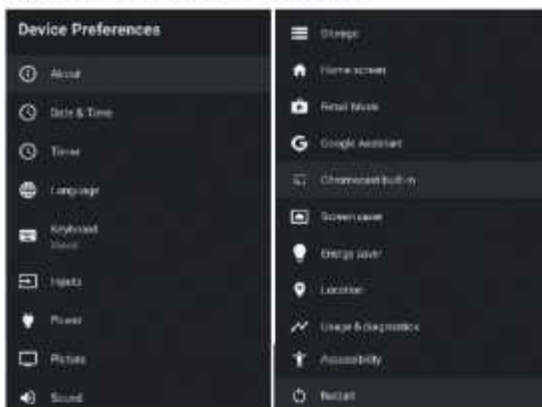 Device Preferences
About
Date & Time
Timer
Language
Keyboard
Inputs
Power
Picture
Sound
Storage
Home screen
Retail Mode
Google Assistant
Chromecast built-in
Screen saver
Energy saver
Location
Usage & diagnostics
Accessibility
Restart